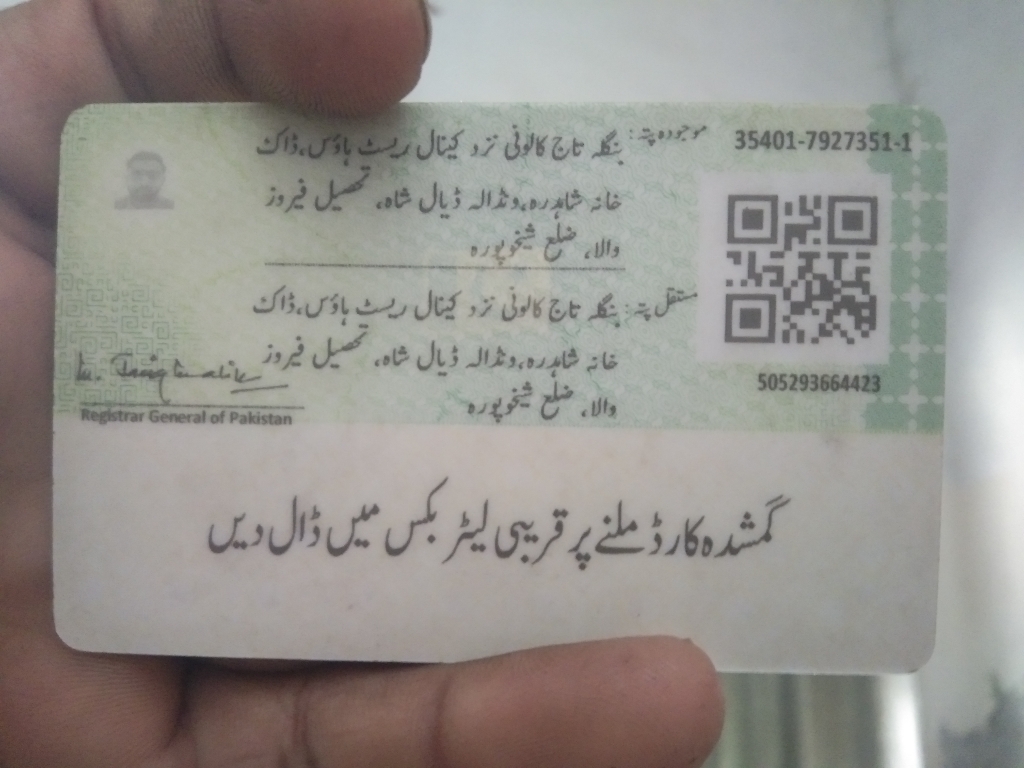 35401-7927351-1
موجودہ پتہ: بنگلہ تاج کالونی نزد کینال ریسٹ ہاؤس،ڈاک
خانہ شاہدرہ،ونڈالہ ڈیال شاہ، تحصیل فیروز
والا، ضلع شیخوپورہ
مستقل پتہ: بنگلہ تاج کالونی نزد کینال ریسٹ ہاؤس،ڈاک
خانہ شاہدرہ،ونڈالہ ڈیال شاہ، تحصیل فیروز
والا، ضلع شیخوپورہ
505293664423
Registrar General of Pakistan
گمشدہ کارڈ ملنے پر قریبی لیٹر بکس میں ڈال دیں